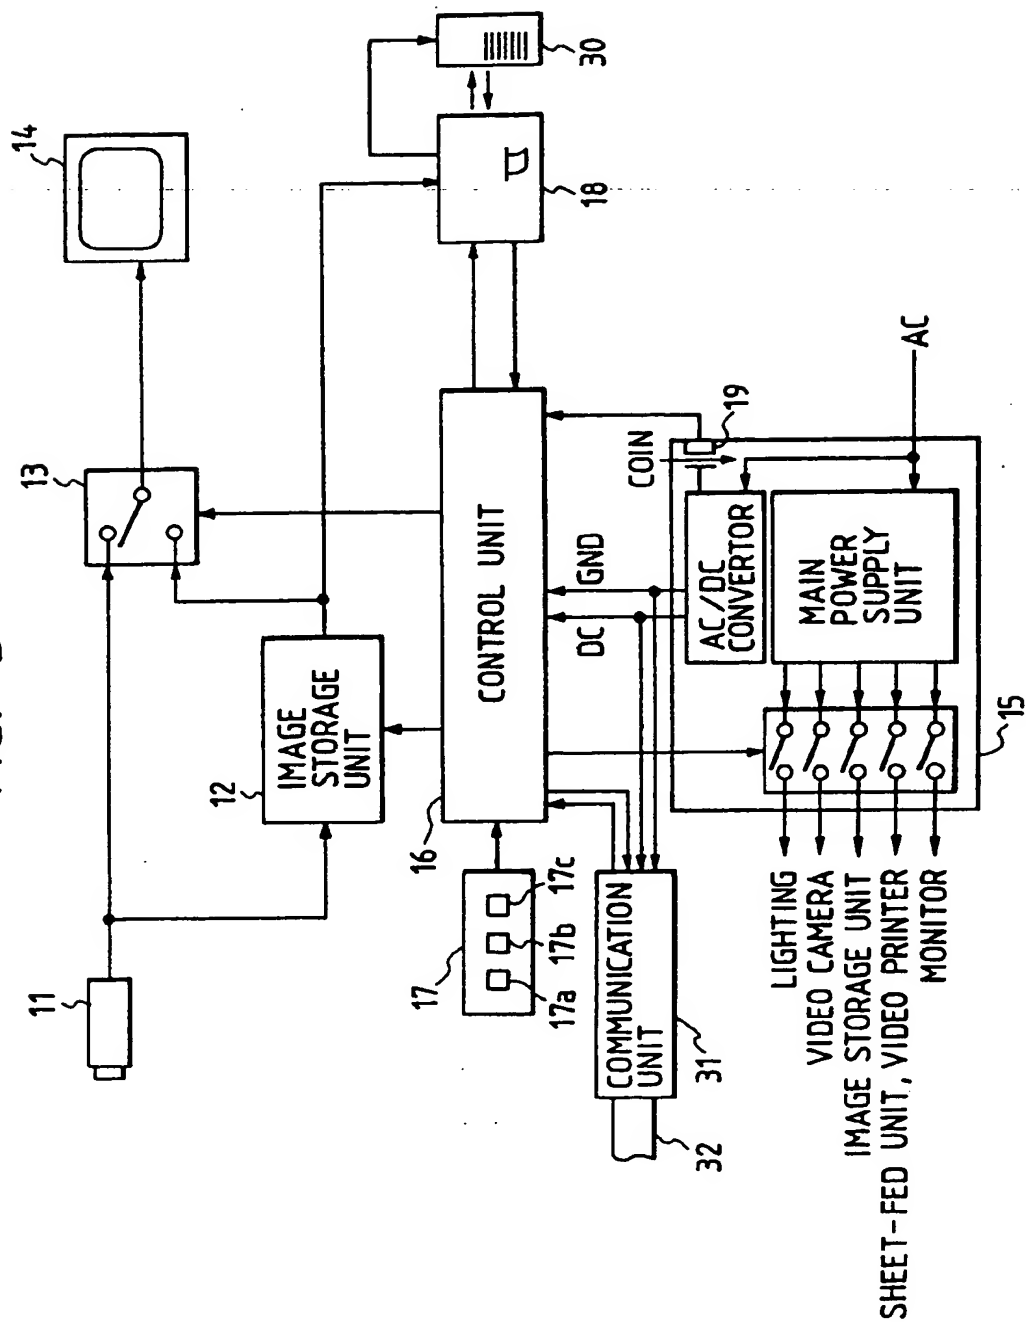 11
13
14
12
IMAGE
STORAGE
UNIT
17
16
CONTROL UNIT
17a
17b
17c
18
30
DC
GND
COIN
19
COMMUNICATION
UNIT
31
32
AC/DC
CONVERTOR
AC
MAIN
POWER
SUPPLY
UNIT
LIGHTING
VIDEO CAMERA
IMAGE STORAGE UNIT
SHEET-FED UNIT, VIDEO PRINTER
MONITOR
15